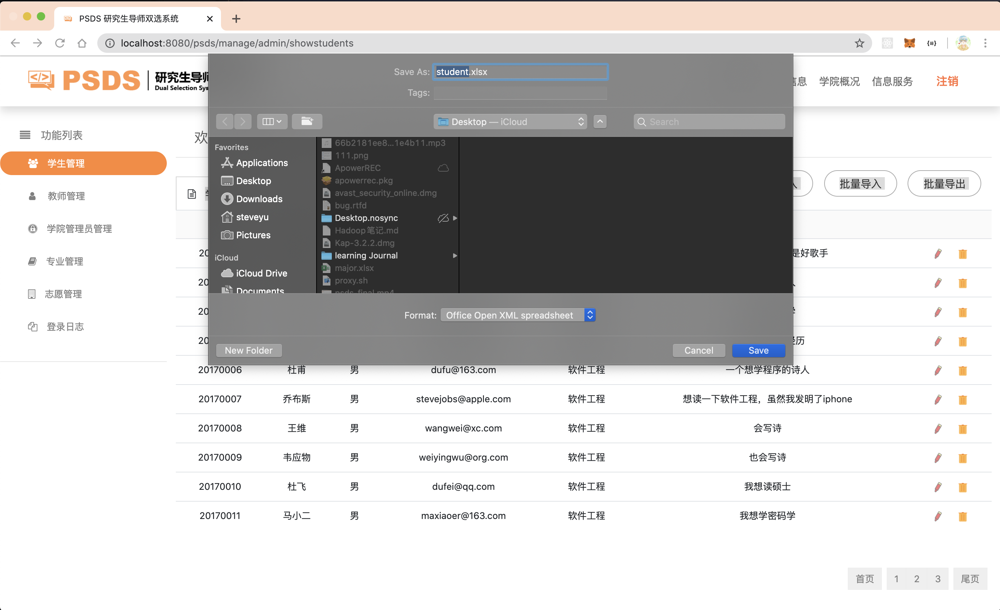 PSDS 研究生导师双选系统
localhost:8080/psds/manage/admin/showstudents
PSDS
研究生导师
Dual Selection Sys
信息 学院概况 信息服务 注销
Save As: student.xlsx
Tags:
Desktop — iCloud
Search
功能列表
学生管理
教师管理
学院管理员管理
专业管理
志愿管理
登录日志
欢
Favorites
Applications
Desktop
Downloads
steveyu
Pictures
iCloud
iCloud Drive
Documents
66b2181ee8...1e4b11.mp3
111.png
ApowerREC
apowerrec.pkg
avast_security_online.dmg
bug.rtfd
Desktop.nosync
Hadoop笔记.md
Kap-3.2.2.dmg
learning Journal
major.xlsx
proxy.sh
psds_final.mp4
Format: Office Open XML spreadsheet
New Folder
Cancel
Save
批量导入
批量导出
20 是好歌手
20
20
20 经历
20170006 杜甫 男 dufu@163.com 软件工程 一个想学程序的诗人
20170007 乔布斯 男 stevejobs@apple.com 软件工程 想读一下软件工程，虽然我发明了iphone
20170008 王维 男 wangwei@xc.com 软件工程 会写诗
20170009 韦应物 男 weiyingwu@org.com 软件工程 也会写诗
20170010 杜飞 男 dufei@qq.com 软件工程 我想读硕士
20170011 马小二 男 maxiaoer@163.com 软件工程 我想学密码学
首页 1 2 3 尾页